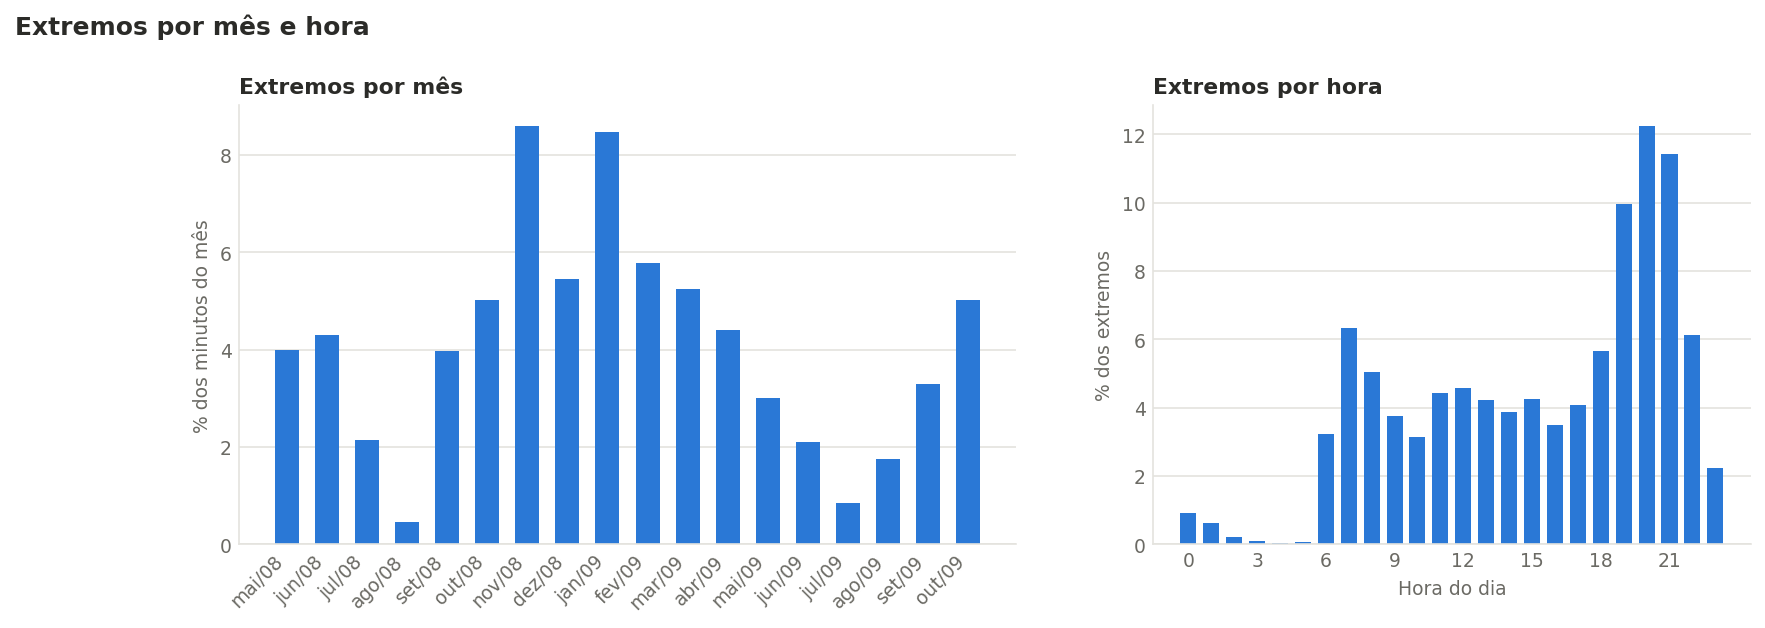 Extremos por mês e hora
Extremos por mês
% dos minutos do mês
8
6
4
2
0
mai/08
jun/08
jul/08
ago/08
set/08
out/08
nov/08
dez/08
jan/09
fev/09
mar/09
abr/09
mai/09
jun/09
jul/09
ago/09
set/09
out/09
Extremos por hora
% dos extremos
12
10
8
6
4
2
0
0 3 6 9 12 15 18 21
Hora do dia